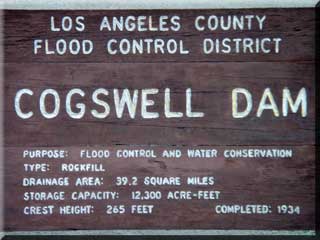 LOS ANGELES COUNTY
FLOOD CONTROL DISTRICT
COGSWELL DAM
PURPOSE: FLOOD CONTROL AND WATER CONSERVATION
TYPE: ROCKFILL
DRAINAGE AREA: 39.2 SQUARE MILES
STORAGE CAPACITY: 12,300 ACRE-FEET
CREST HEIGHT: 265 FEET COMPLETED: 1934